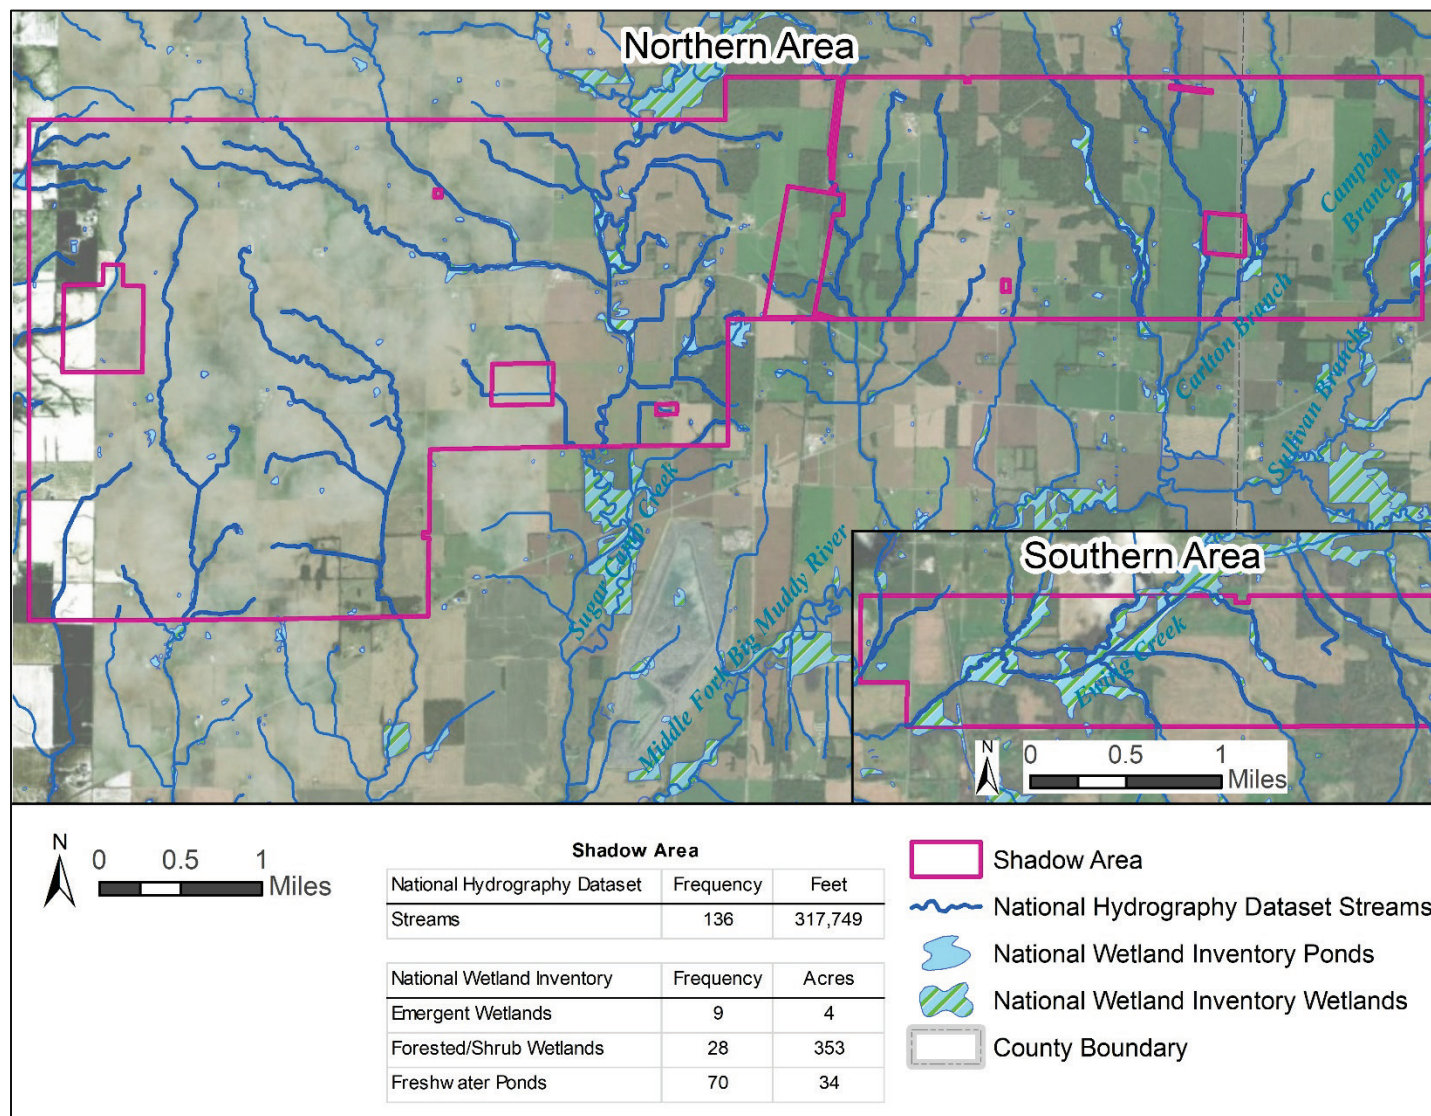 Northern Area
Campbell
Branch
Carlton Branch
Sullivan Branch
Sugar Camp Creek
Middle Fork Big Muddy River
Southern Area
Ewing Creek
N
0 0.5 1
Miles
N
0 0.5 1
Miles
Shadow Area
National Hydrography Dataset Frequency Feet
Streams 136 317,749
National Wetland Inventory Frequency Acres
Emergent Wetlands 9 4
Forested/Shrub Wetlands 28 353
Freshwater Ponds 70 34
Shadow Area
National Hydrography Dataset Streams
National Wetland Inventory Ponds
National Wetland Inventory Wetlands
County Boundary